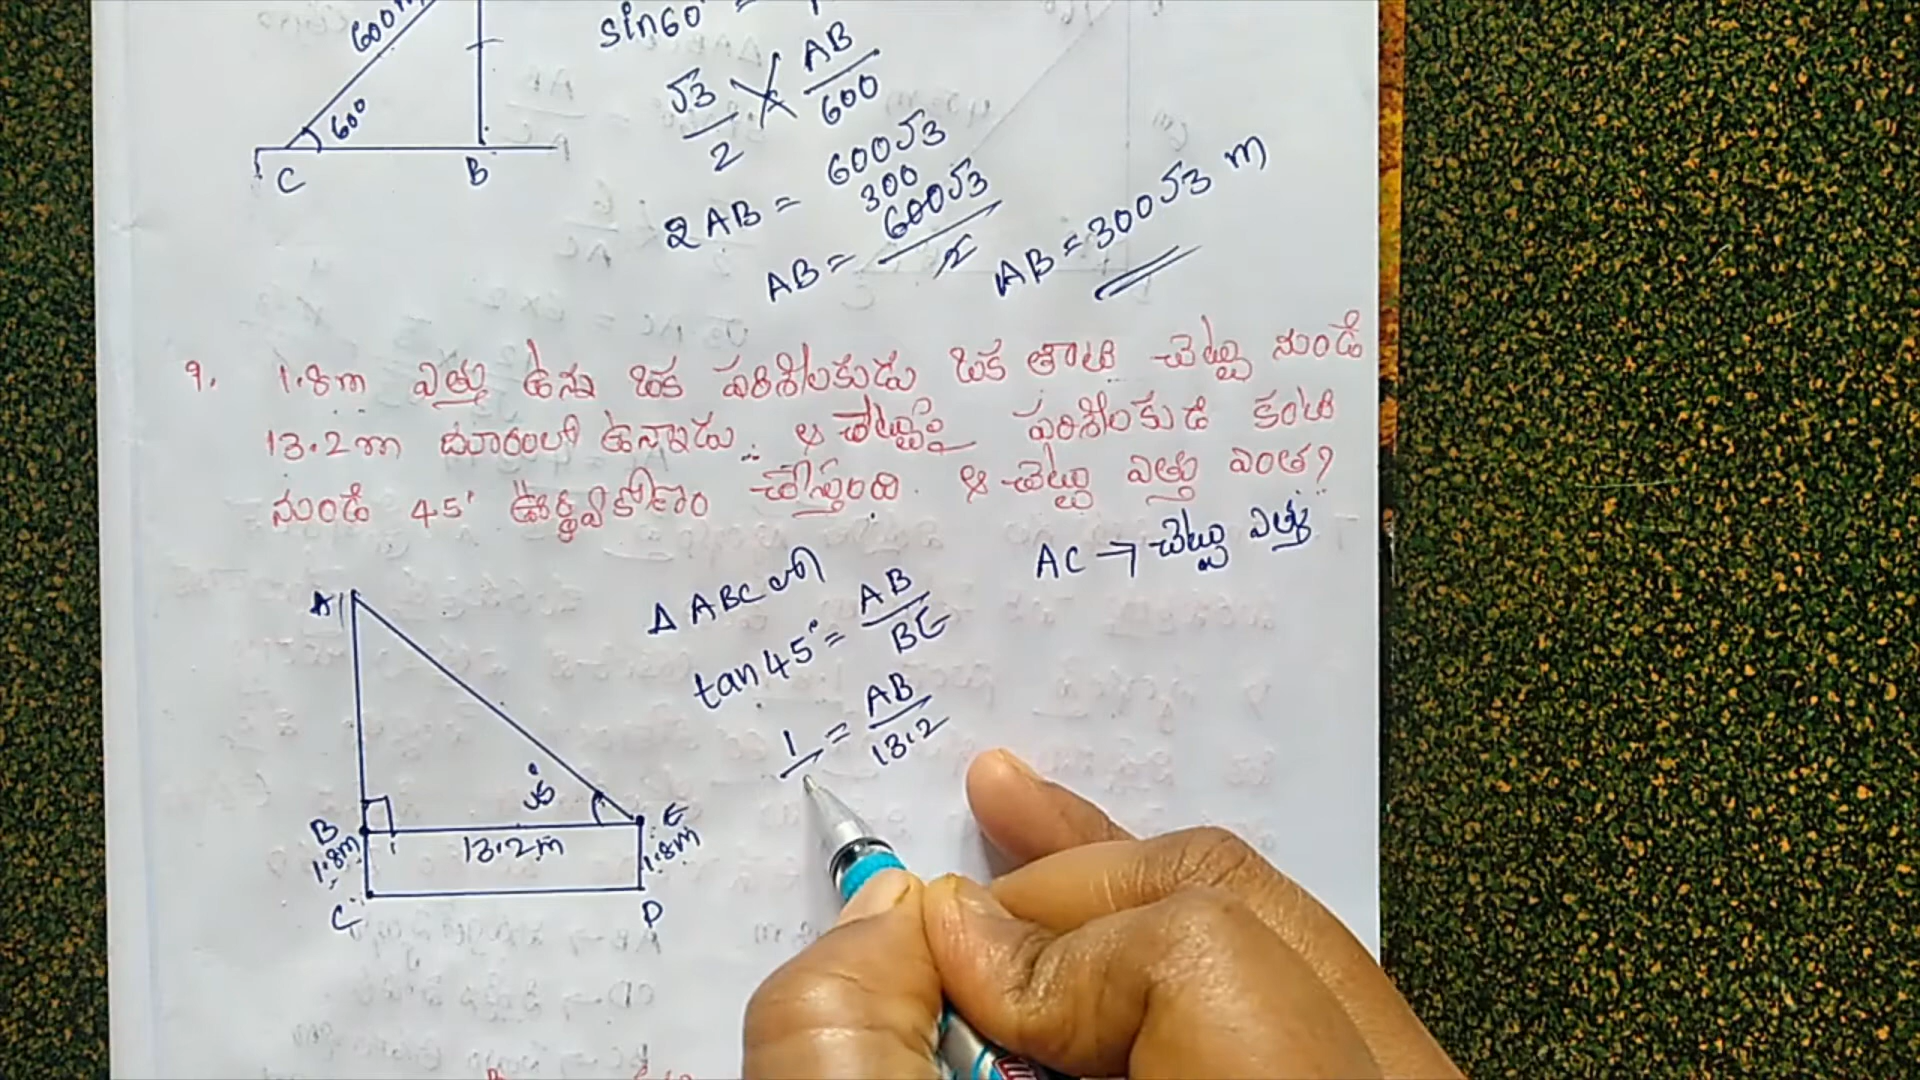 600m
60°
C
B
sin60° =
√3/2 × AB/600
2AB = 600√3
300
AB = 600√3/2
AB = 300√3 m
9. 1.8m ఎత్తు ఉన్న ఒక పరిశీలకుడు ఒక తాటి చెట్టు నుండి
13.2m దూరంలో ఉన్నాడు. ఆ చెట్టుపై పరిశీలకుడి కంటి
నుండి 45° ఊర్ధ్వకోణం చేస్తుంది. ఆ చెట్టు ఎత్తు ఎంత?
AC → చెట్టు ఎత్తు
Δ ABC లో
tan45° = AB/BE
1 = AB/13.2
A
45°
B
E
1.8m
13.2m
1.8m
C
D